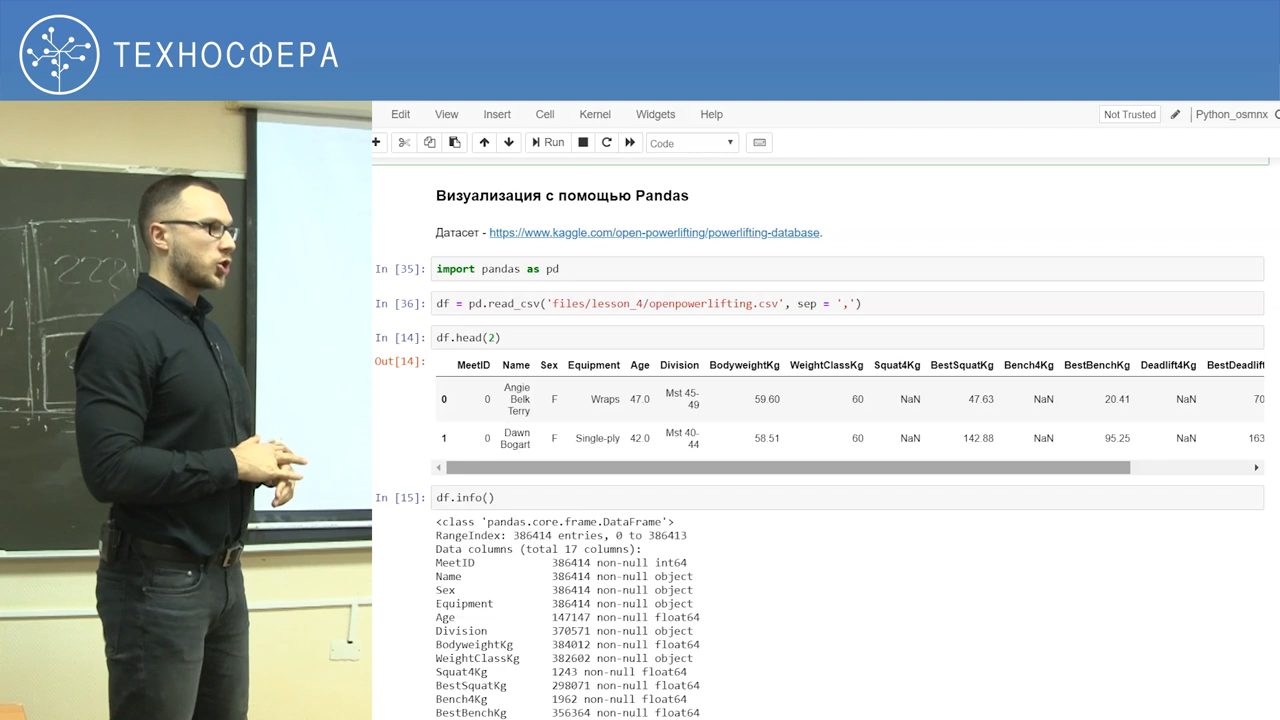 ТЕХНОСФЕРА
Edit View Insert Cell Kernel Widgets Help Not Trusted Python_osmnx
Run Code
Визуализация с помощью Pandas
Датасет - https://www.kaggle.com/open-powerlifting/powerlifting-database.
In [35]: import pandas as pd
In [36]: df = pd.read_csv('files/lesson_4/openpowerlifting.csv', sep = ',')
In [14]: df.head(2)
Out[14]:
MeetID Name Sex Equipment Age Division BodyweightKg WeightClassKg Squat4Kg BestSquatKg Bench4Kg BestBenchKg Deadlift4Kg BestDeadlift
0 0 Angie Belk Terry F Wraps 47.0 Mst 45-49 59.60 60 NaN 47.63 NaN 20.41 NaN 70
1 0 Dawn Bogart F Single-ply 42.0 Mst 40-44 58.51 60 NaN 142.88 NaN 95.25 NaN 163
In [15]: df.info()
<class 'pandas.core.frame.DataFrame'>
RangeIndex: 386414 entries, 0 to 386413
Data columns (total 17 columns):
MeetID 386414 non-null int64
Name 386414 non-null object
Sex 386414 non-null object
Equipment 386414 non-null object
Age 147147 non-null float64
Division 370571 non-null object
BodyweightKg 384012 non-null float64
WeightClassKg 382602 non-null object
Squat4Kg 1243 non-null float64
BestSquatKg 298071 non-null float64
Bench4Kg 1962 non-null float64
BestBenchKg 356364 non-null float64